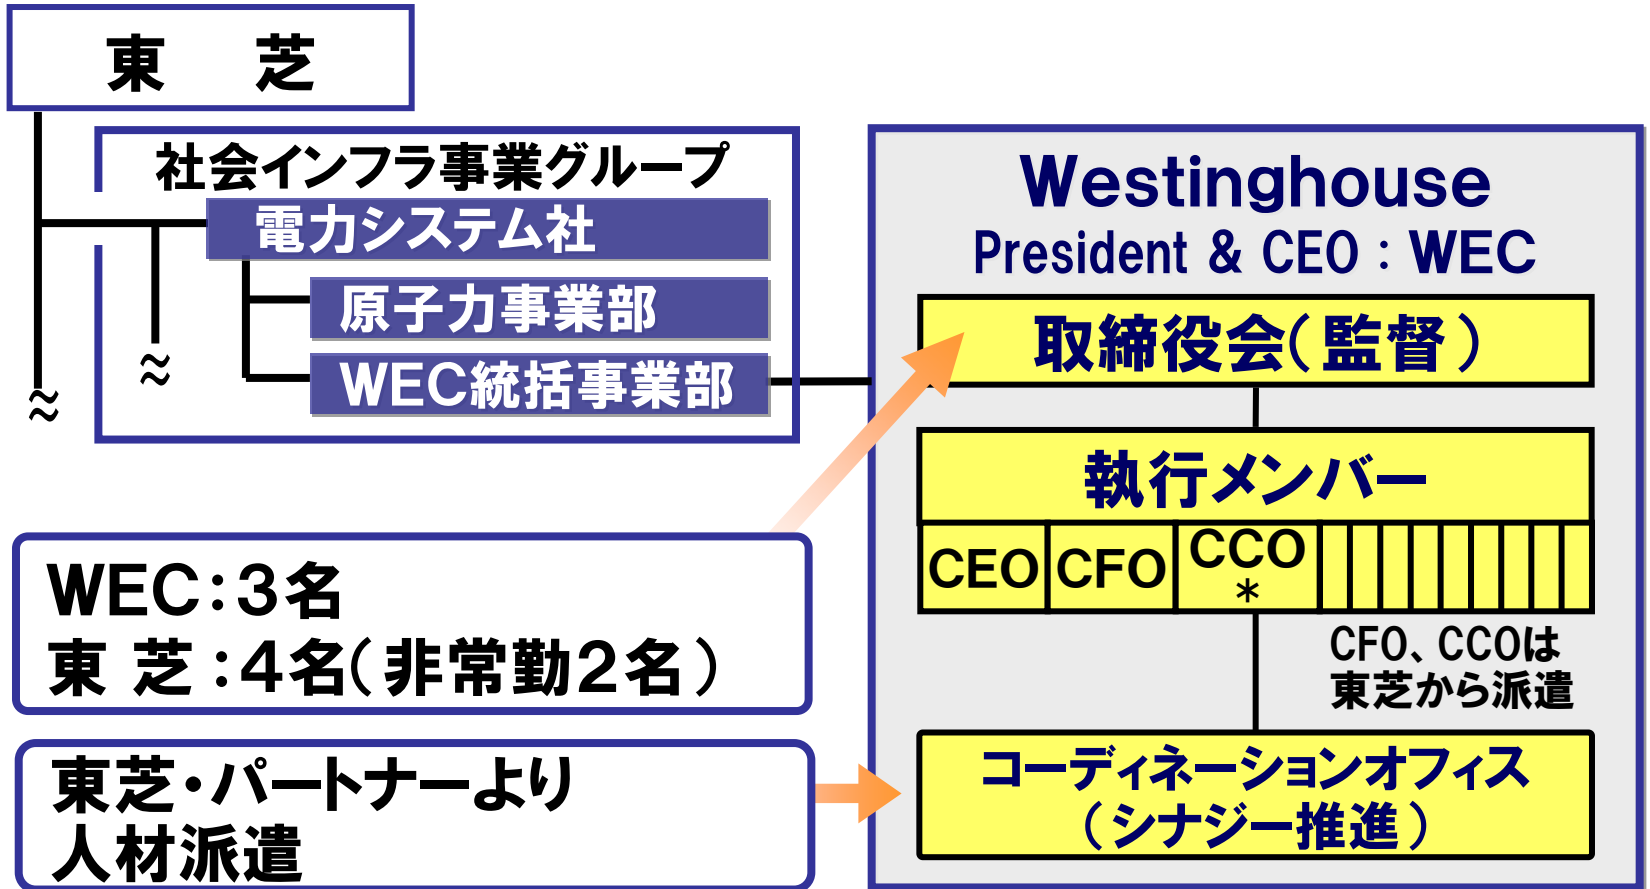 東　芝
社会インフラ事業グループ
電力システム社
原子力事業部
WEC統括事業部
Westinghouse
President & CEO：WEC
取締役会(監督)
執行メンバー
CEO
CFO
CCO
*
CFO、CCOは
東芝から派遣
コーディネーションオフィス
(シナジー推進)
WEC：3名
東 芝：4名(非常勤2名)
東芝・パートナーより
人材派遣